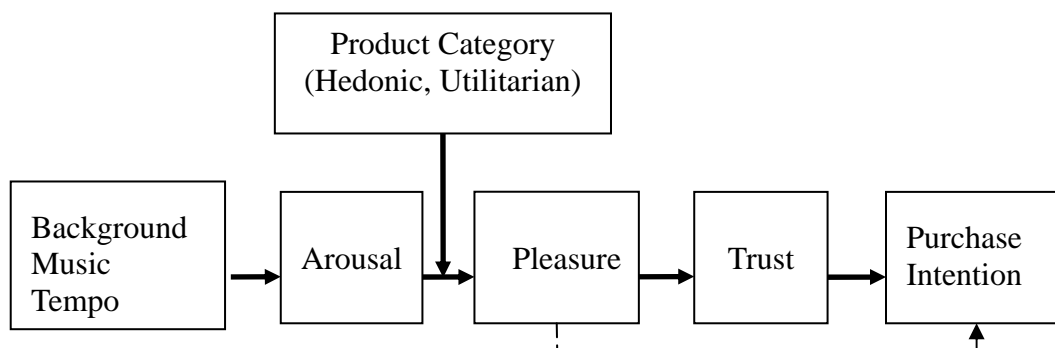 Product Category
(Hedonic, Utilitarian)
Background
Music
Tempo
Arousal
Pleasure
Trust
Purchase
Intention